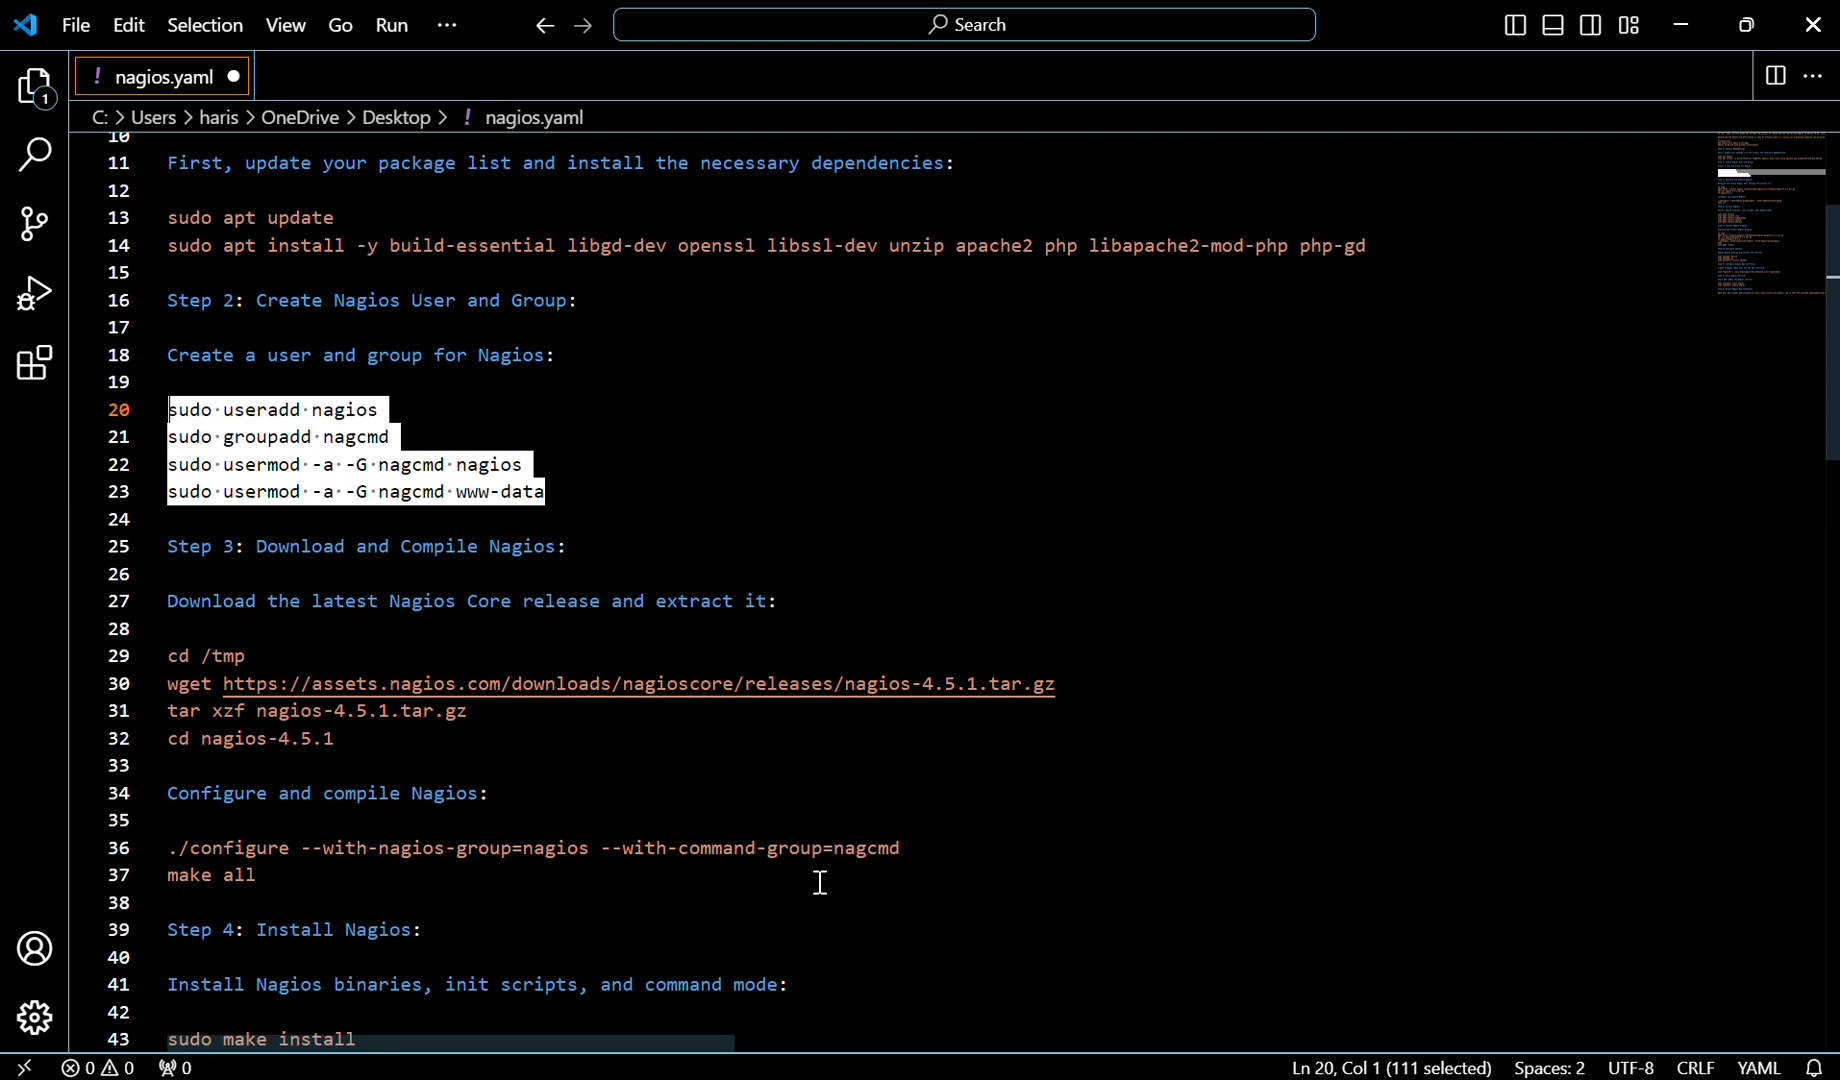 File Edit Selection View Go Run ··· Search
! nagios.yaml
C: > Users > haris > OneDrive > Desktop > ! nagios.yaml
10
11 First, update your package list and install the necessary dependencies:
12
13 sudo apt update
14 sudo apt install -y build-essential libgd-dev openssl libssl-dev unzip apache2 php libapache2-mod-php php-gd
15
16 Step 2: Create Nagios User and Group:
17
18 Create a user and group for Nagios:
19
20 sudo·useradd·nagios
21 sudo·groupadd·nagcmd
22 sudo·usermod·-a·-G·nagcmd·nagios
23 sudo·usermod·-a·-G·nagcmd·www-data
24
25 Step 3: Download and Compile Nagios:
26
27 Download the latest Nagios Core release and extract it:
28
29 cd /tmp
30 wget https://assets.nagios.com/downloads/nagioscore/releases/nagios-4.5.1.tar.gz
31 tar xzf nagios-4.5.1.tar.gz
32 cd nagios-4.5.1
33
34 Configure and compile Nagios:
35
36 ./configure --with-nagios-group=nagios --with-command-group=nagcmd
37 make all
38
39 Step 4: Install Nagios:
40
41 Install Nagios binaries, init scripts, and command mode:
42
43 sudo make install
1
0 0 0 Ln 20, Col 1 (111 selected) Spaces: 2 UTF-8 CRLF YAML